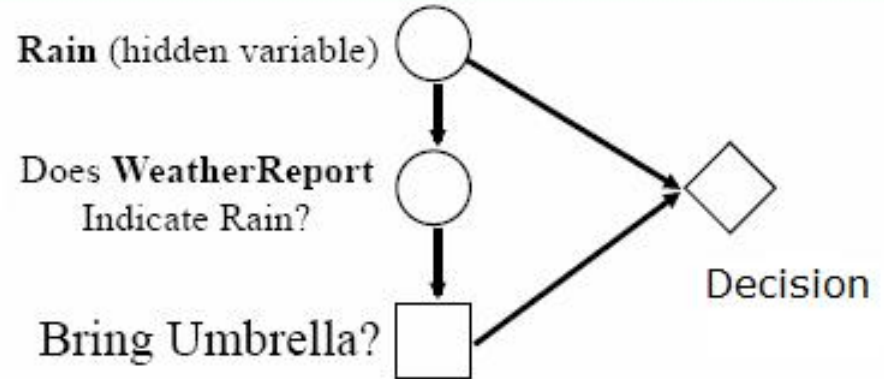 Rain (hidden variable)
Does WeatherReport
Indicate Rain?
Decision
Bring Umbrella?